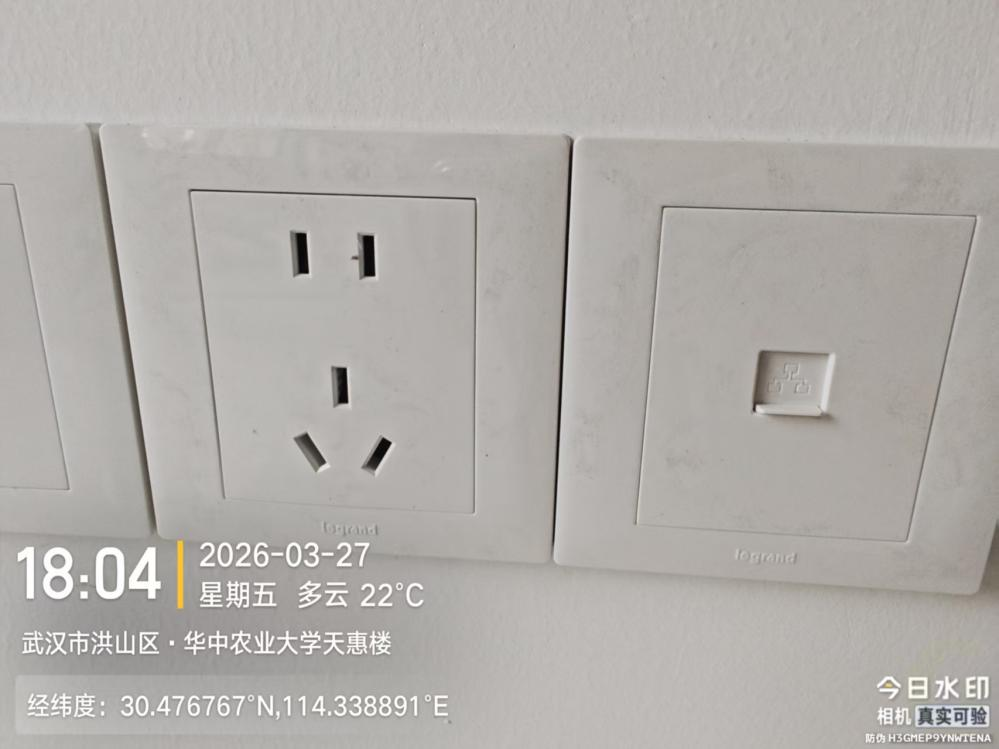 legrand
legrand
18:04
2026-03-27
星期五 多云 22°C
武汉市洪山区·华中农业大学天惠楼
经纬度：30.476767°N,114.338891°E
今日水印
相机 真实可验
防伪 H3GMEP9YNWTENA